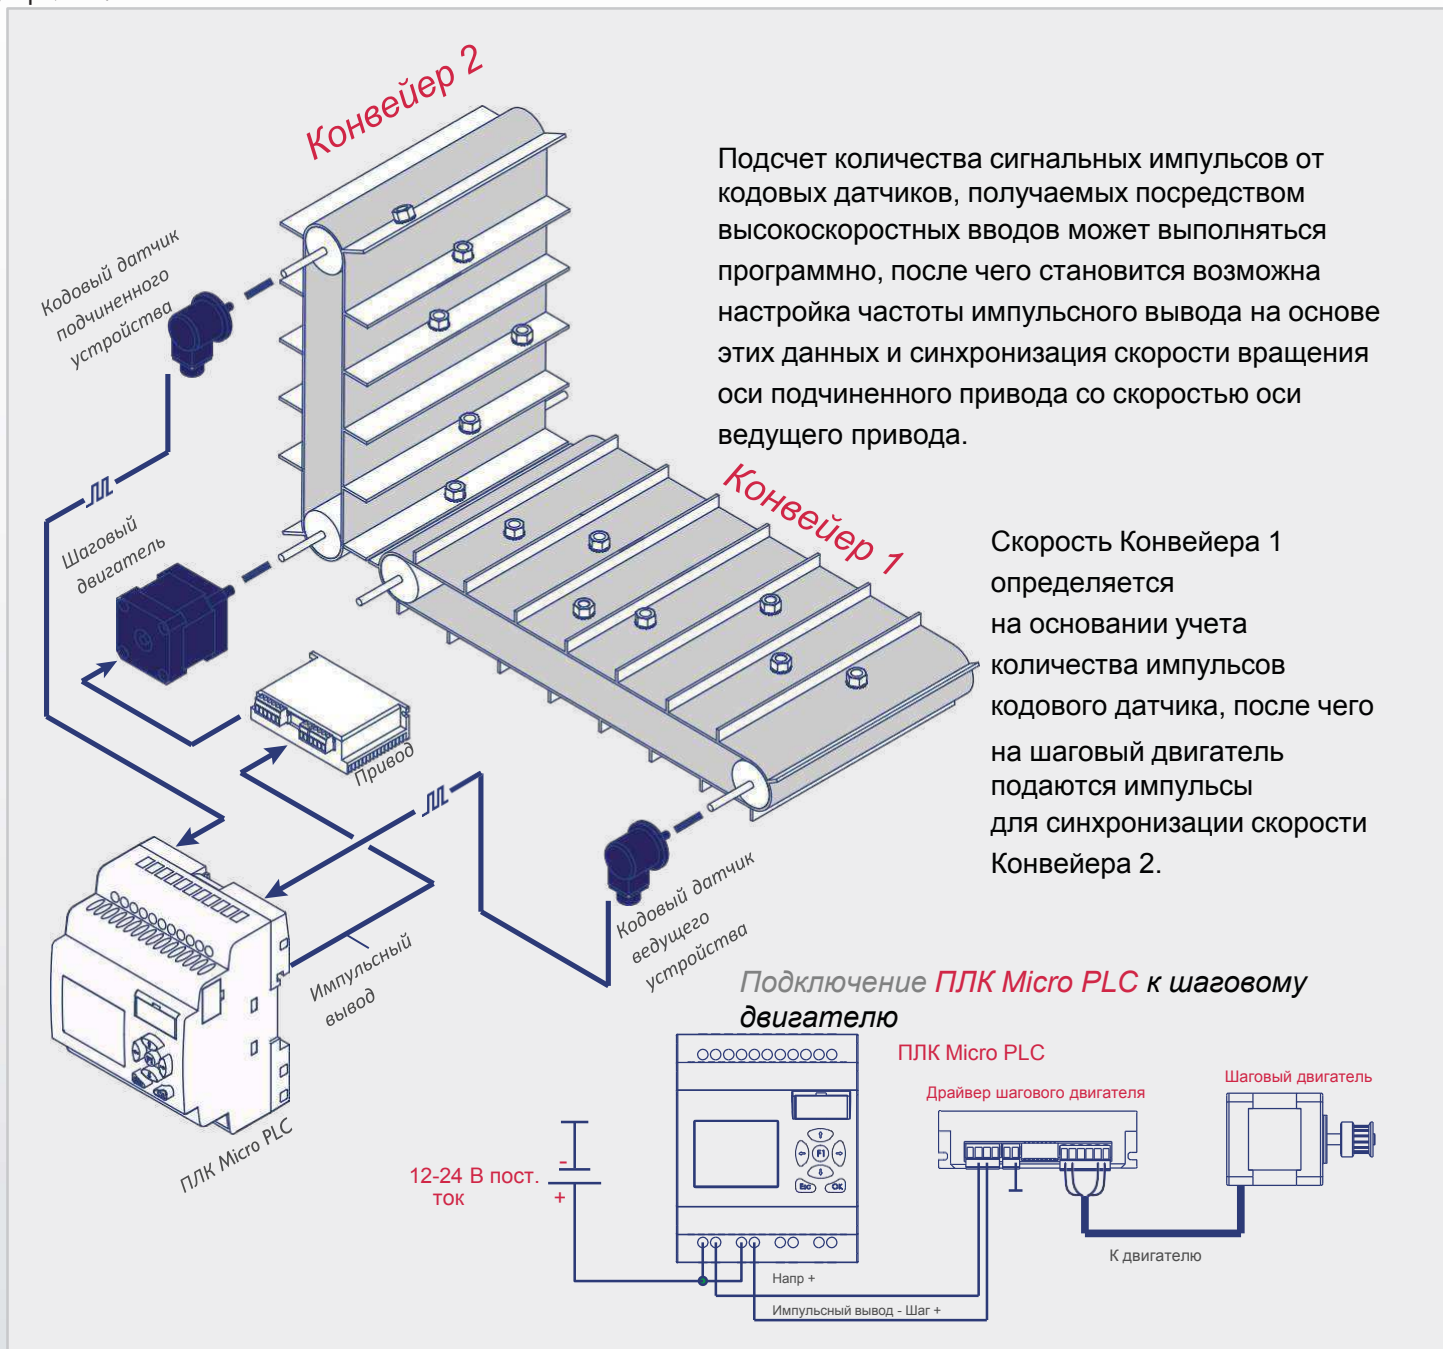 Конвейер 2
Подсчет количества сигнальных импульсов от
кодовых датчиков, получаемых посредством
высокоскоростных вводов может выполняться
программно, после чего становится возможна
настройка частоты импульсного вывода на основе
этих данных и синхронизация скорости вращения
оси подчиненного привода со скоростью оси
ведущего привода.
Кодовый датчик
подчиненного
устройства
Конвейер 1
Шаговый
двигатель
Скорость Конвейера 1
определяется
на основании учета
количества импульсов
кодового датчика, после чего
на шаговый двигатель
подаются импульсы
для синхронизации скорости
Конвейера 2.
Привод
Кодовый датчик
ведущего
устройства
Импульсный
вывод
ПЛК Micro PLC
Подключение ПЛК Micro PLC к шаговому
двигателю
ПЛК Micro PLC
Драйвер шагового двигателя
Шаговый двигатель
12-24 В пост.
ток
-
+
F1
Esc
OK
К двигателю
Напр +
Импульсный вывод - Шаг +